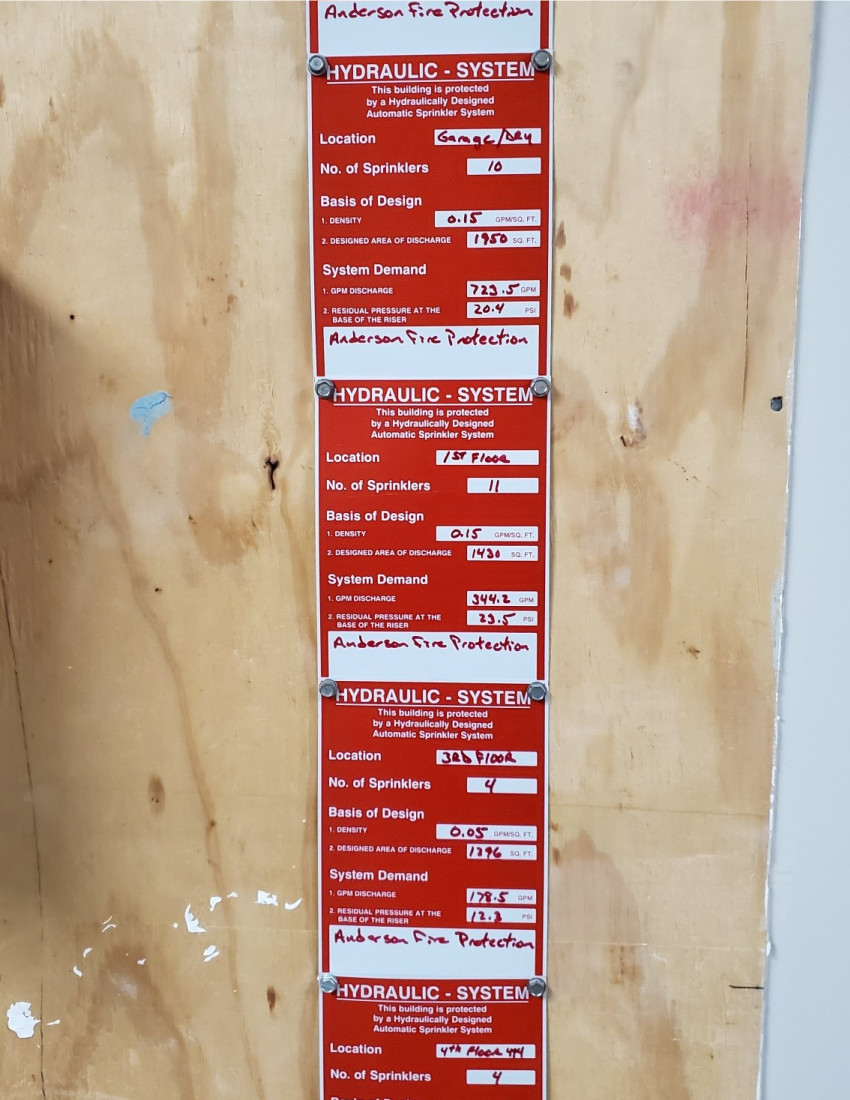 Anderson Fire Protection
HYDRAULIC - SYSTEM
This building is protected
by a Hydraulically Designed
Automatic Sprinkler System
Location Garage/Dry
No. of Sprinklers 10
Basis of Design
1. DENSITY 0.15 GPM/SQ. FT.
2. DESIGNED AREA OF DISCHARGE 1950 SQ. FT.
System Demand
1. GPM DISCHARGE 723.5 GPM
2. RESIDUAL PRESSURE AT THE 20.4 PSI
BASE OF THE RISER
Anderson Fire Protection
HYDRAULIC - SYSTEM
This building is protected
by a Hydraulically Designed
Automatic Sprinkler System
Location 1ST Floor
No. of Sprinklers 11
Basis of Design
1. DENSITY 0.15 GPM/SQ. FT.
2. DESIGNED AREA OF DISCHARGE 1430 SQ. FT.
System Demand
1. GPM DISCHARGE 344.2 GPM
2. RESIDUAL PRESSURE AT THE 23.5 PSI
BASE OF THE RISER
Anderson Fire Protection
HYDRAULIC - SYSTEM
This building is protected
by a Hydraulically Designed
Automatic Sprinkler System
Location 3RD FLOOR
No. of Sprinklers 4
Basis of Design
1. DENSITY 0.05 GPM/SQ. FT.
2. DESIGNED AREA OF DISCHARGE 1296 SQ. FT.
System Demand
1. GPM DISCHARGE 178.5 GPM
2. RESIDUAL PRESSURE AT THE 12.3 PSI
BASE OF THE RISER
Anderson Fire Protection
HYDRAULIC - SYSTEM
This building is protected
by a Hydraulically Designed
Automatic Sprinkler System
Location 4th Floor
No. of Sprinklers 4